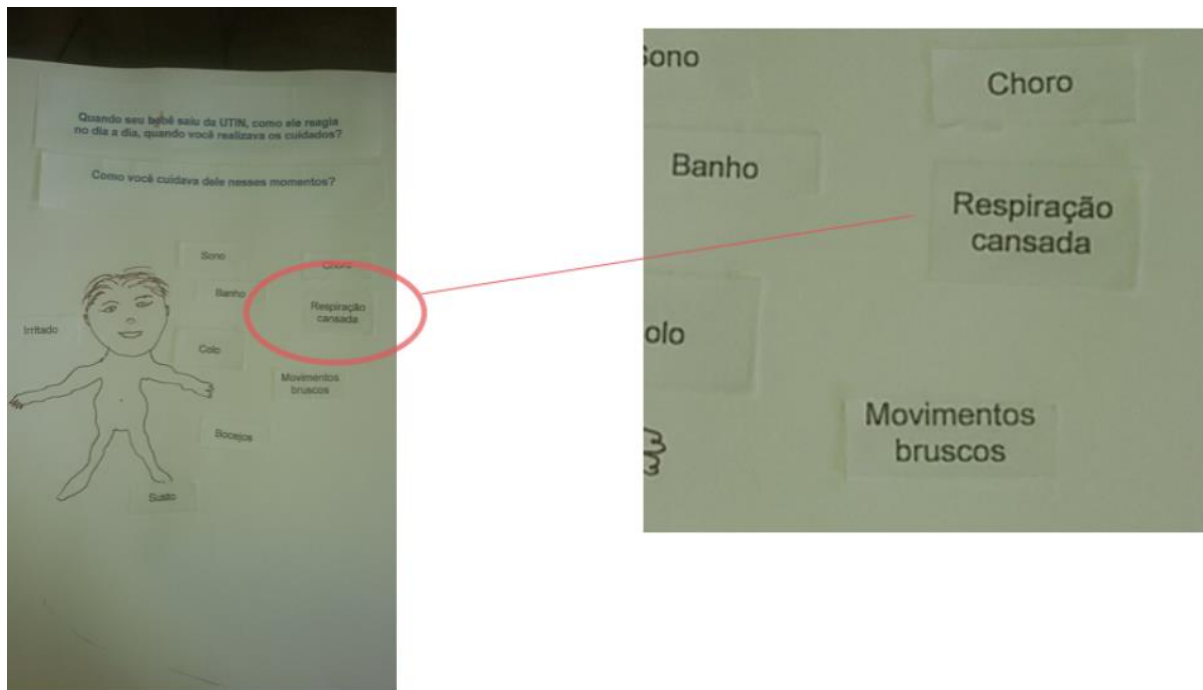 Quando seu bebê saiu da UTIN, como ele reagia
no dia a dia, quando você realizava os cuidados?
Como você cuidava dele nesses momentos?
Sono
Choro
Banho
Respiração
cansada
Irritado
Colo
Movimentos
bruscos
Bocejos
Susto
Sono
Choro
Banho
Respiração
cansada
olo
Movimentos
bruscos